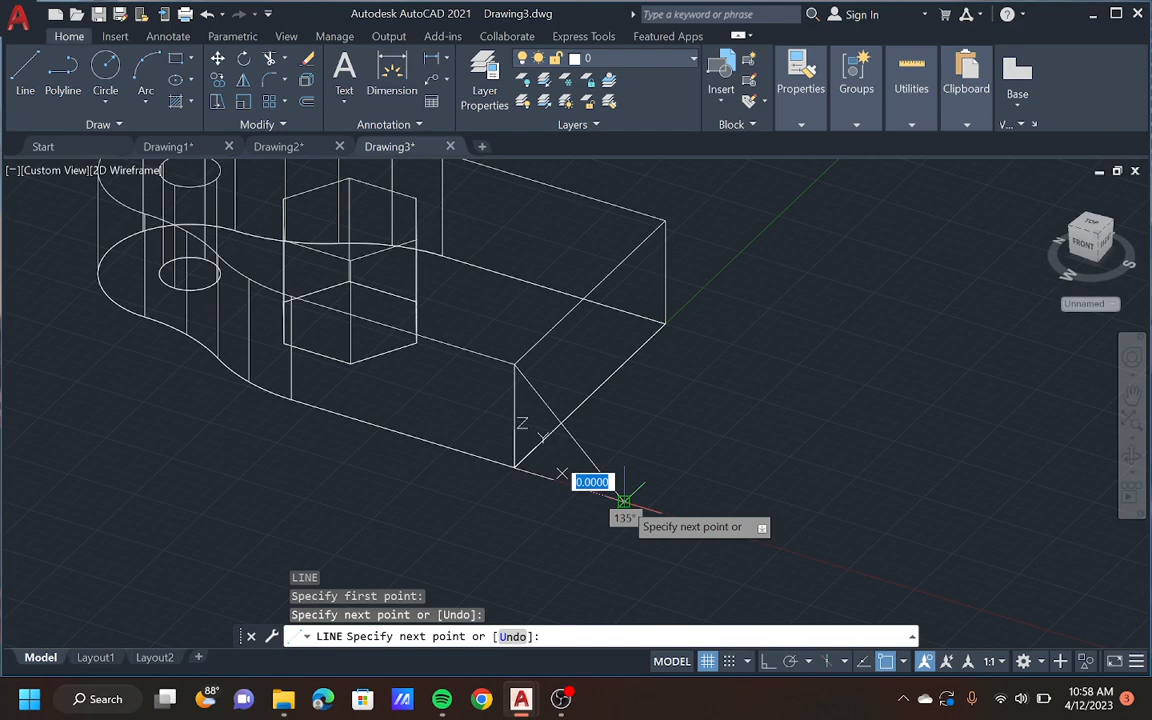 Autodesk AutoCAD 2021 Drawing3.dwg
Type a keyword or phrase
Sign In
Home Insert Annotate Parametric View Manage Output Add-ins Collaborate Express Tools Featured Apps
Line Polyline Circle Arc
Text Dimension
Layer
Properties
0
Insert
Properties Groups Utilities Clipboard Base
Draw Modify Annotation Layers Block V...
Start Drawing1* Drawing2* Drawing3*
[−][Custom View][2D Wireframe]
TOP
FRONT
W
S
Unnamed
Z
Y
X
0.0000
135°
Specify next point or
LINE
Specify first point:
Specify next point or [Undo]:
LINE Specify next point or [Undo]:
Model Layout1 Layout2
MODEL
1:1
Search
88°
10:58 AM
4/12/2023
3